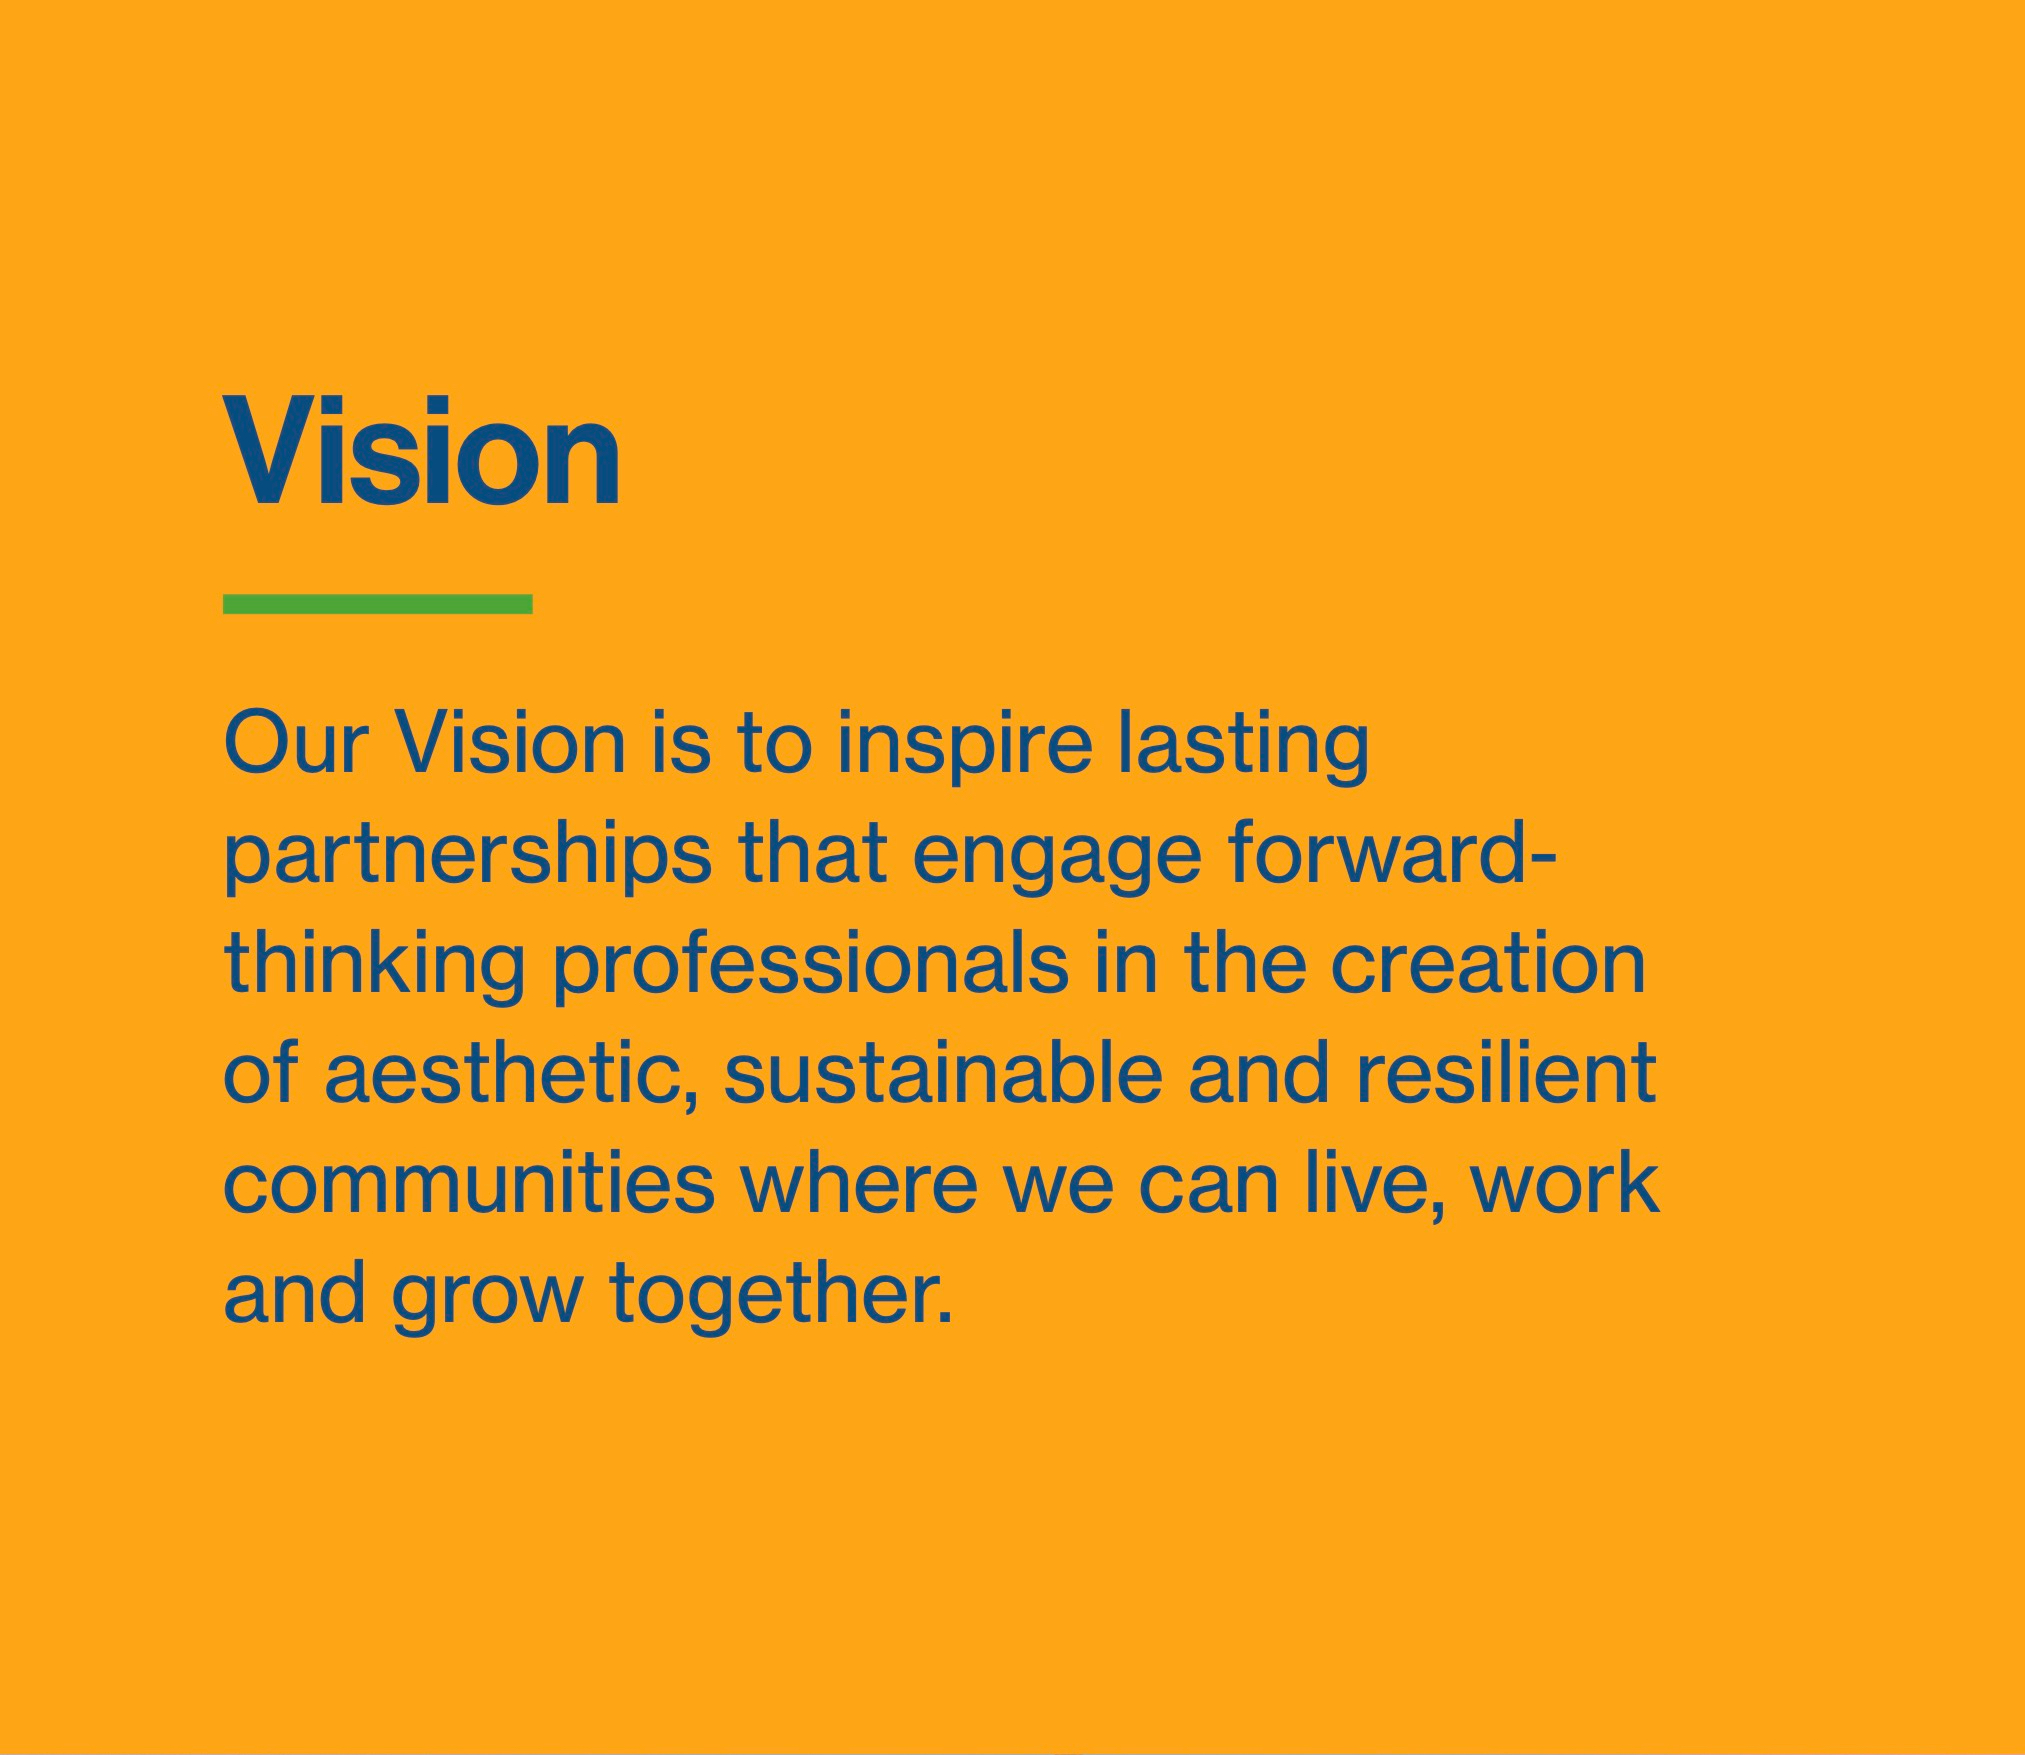 Vision
Our Vision is to inspire lasting
partnerships that engage forward-
thinking professionals in the creation
of aesthetic, sustainable and resilient
communities where we can live, work
and grow together.